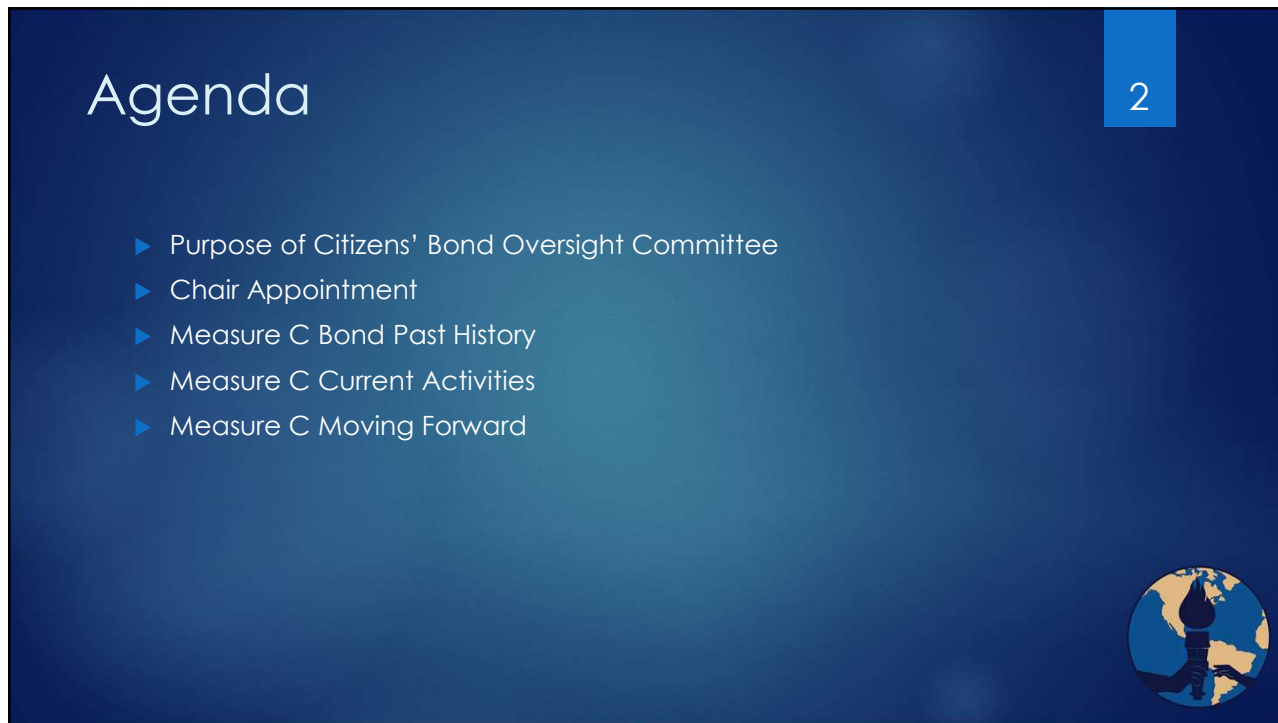 Agenda
2
Purpose of Citizens’ Bond Oversight Committee
Chair Appointment
Measure C Bond Past History
Measure C Current Activities
Measure C Moving Forward